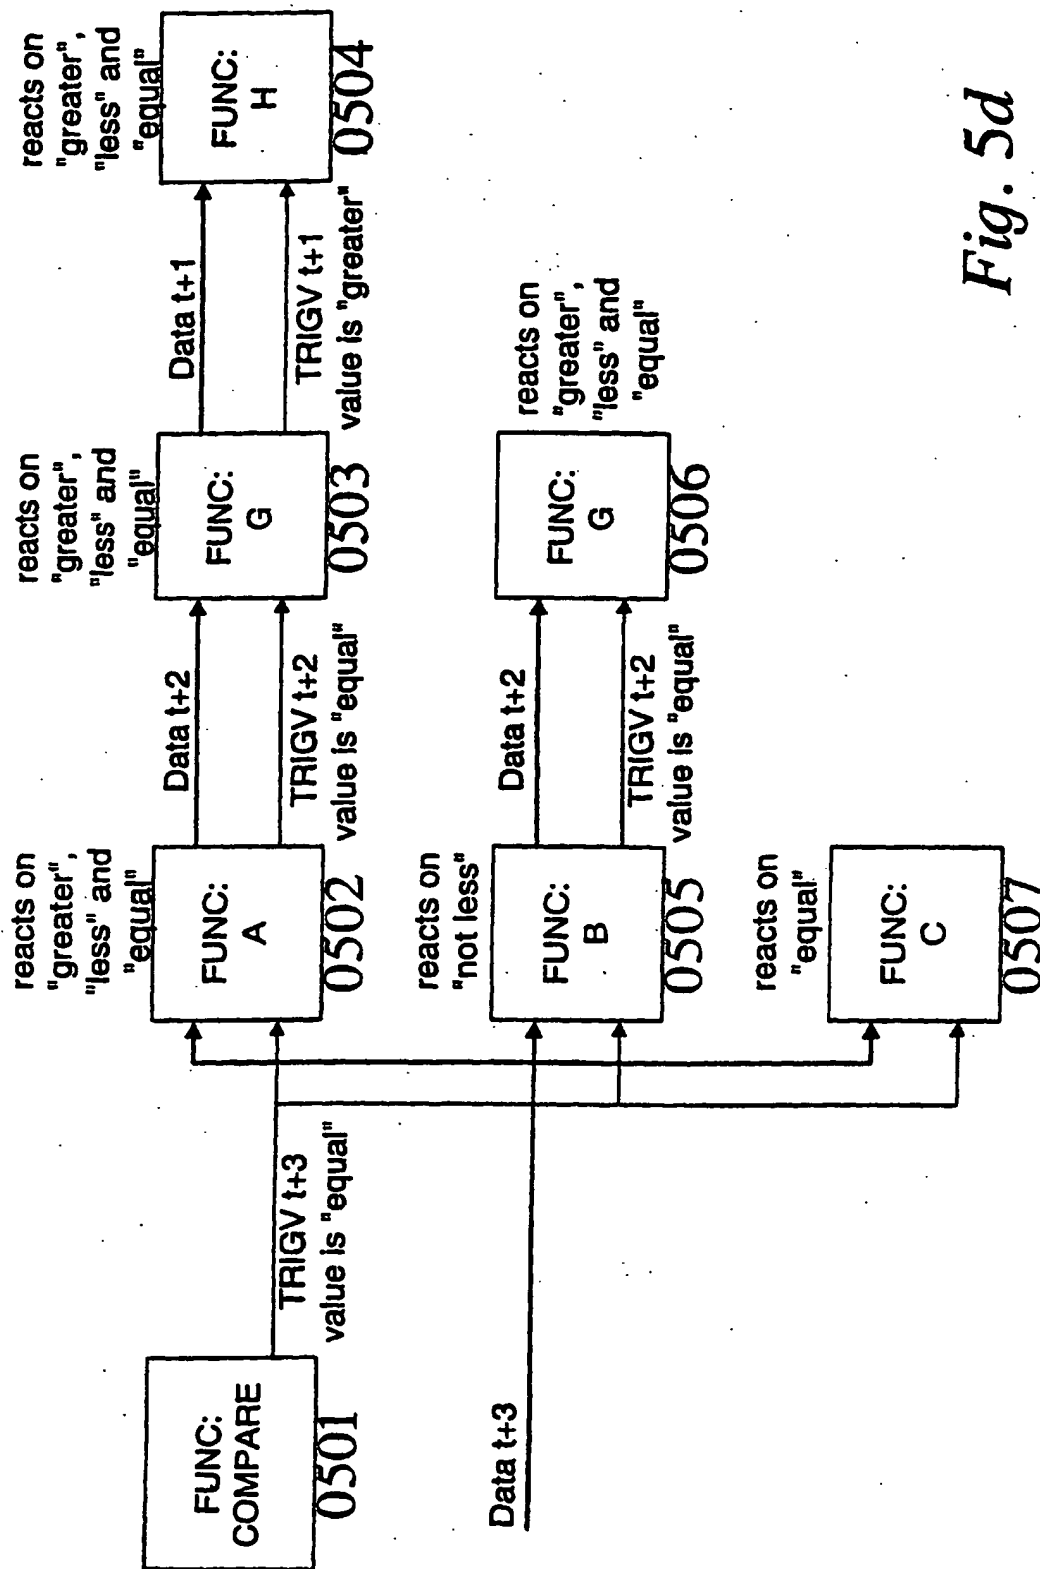 reacts on
"greater",
"less" and
"equal"
FUNC:
A
0502
reacts on
"greater",
"less" and
"equal"
FUNC:
G
0503
reacts on
"greater",
"less" and
"equal"
FUNC:
H
0504
FUNC:
COMPARE
0501
TRIGV t+3
value is "equal"
Data t+2
TRIGV t+2
value is "equal"
Data t+1
TRIGV t+1
value is "greater"
Data t+3
reacts on
"not less"
FUNC:
B
0505
Data t+2
TRIGV t+2
value is "equal"
FUNC:
G
0506
reacts on
"greater",
"less" and
"equal"
reacts on
"equal"
FUNC:
C
0507
Fig. 5d